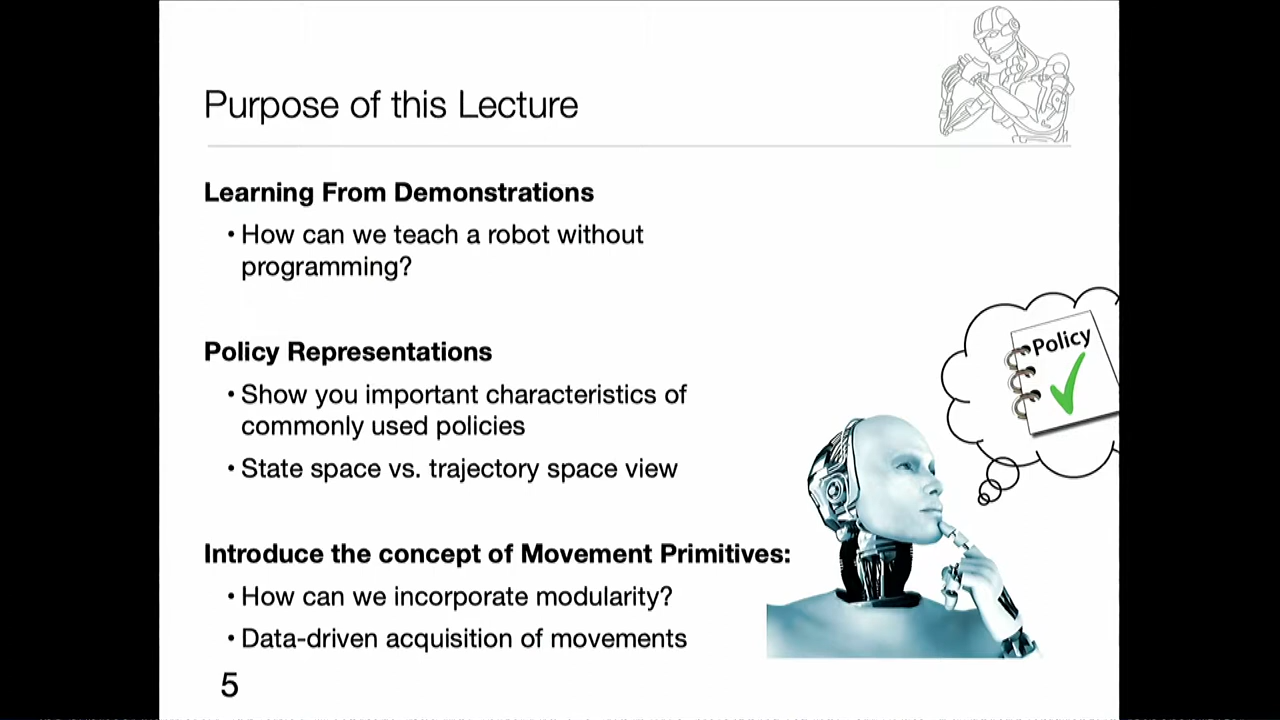 Purpose of this Lecture
Learning From Demonstrations
• How can we teach a robot without
programming?
Policy Representations
• Show you important characteristics of
commonly used policies
• State space vs. trajectory space view
Policy
Introduce the concept of Movement Primitives:
• How can we incorporate modularity?
• Data-driven acquisition of movements
5